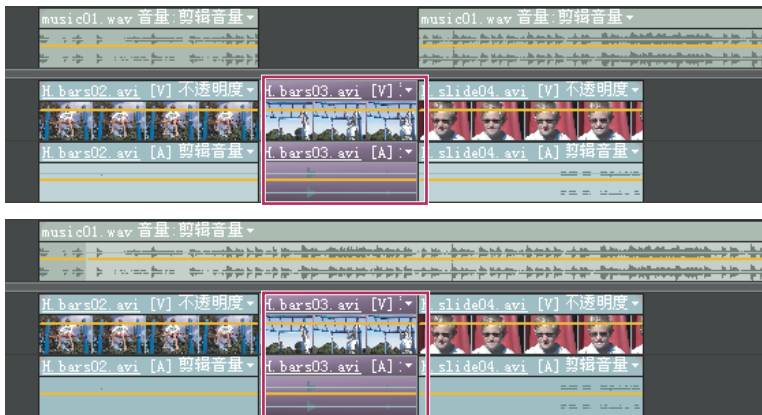 music01.wav 音量:剪辑音量 music01.wav 音量:剪辑音量
H.bars02.avi [V] 不透明度 H.bars03.avi [V] slide04.avi [V] 不透明度
H.bars02.avi [A] 剪辑音量 H.bars03.avi [A]: slide04.avi [A] 剪辑音量
music01.wav 音量:剪辑音量
H.bars02.avi [V] 不透明度 H.bars03.avi [V] slide04.avi [V] 不透明度
H.bars02.avi [A] 剪辑音量 H.bars03.avi [A]: slide04.avi [A] 剪辑音量